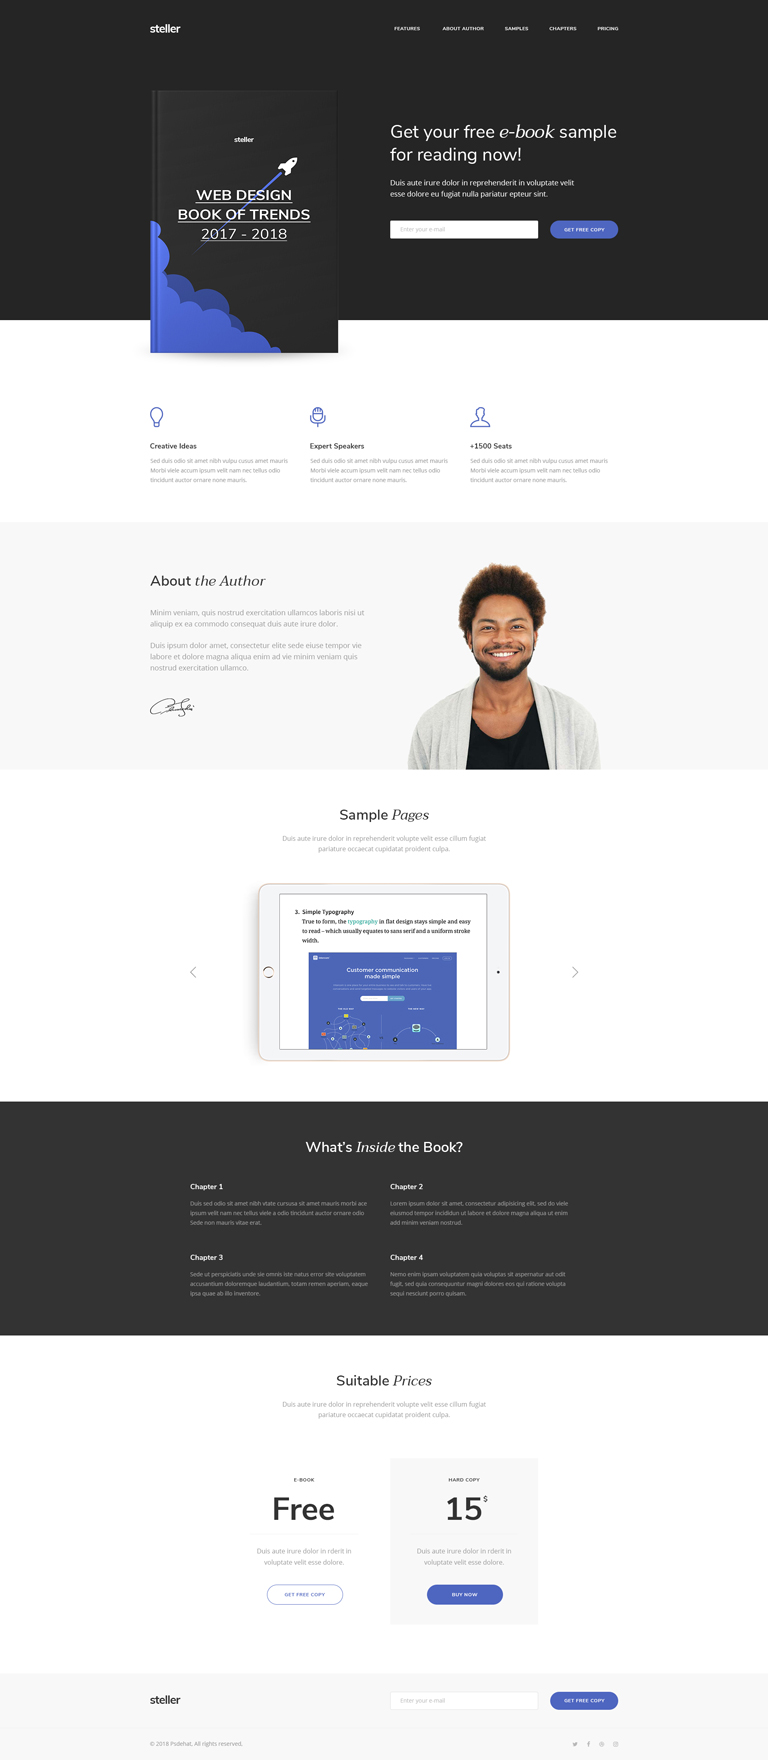 steller
FEATURES ABOUT AUTHOR SAMPLES CHAPTERS PRICING
steller
WEB DESIGN
BOOK OF TRENDS
2017 - 2018
Get your free e-book sample
for reading now!
Duis aute irure dolor in reprehenderit in voluptate velit
esse dolore eu fugiat nulla pariatur epteur sint.
Enter your e-mail GET FREE COPY
Creative Ideas
Sed duis odio sit amet nibh vulpu cusus amet mauris
Morbi viele accum ipsum velit nam nec tellus odio
tincidunt auctor ornare none mauris.
Expert Speakers
Sed duis odio sit amet nibh vulpu cusus amet mauris
Morbi viele accum ipsum velit nam nec tellus odio
tincidunt auctor ornare none mauris.
+1500 Seats
Sed duis odio sit amet nibh vulpu cusus amet mauris
Morbi viele accum ipsum velit nam nec tellus odio
tincidunt auctor ornare none mauris.
About the Author
Minim veniam, quis nostrud exercitation ullamcos laboris nisi ut
aliquip ex ea commodo consequat duis aute irure dolor.
Duis ipsum dolor amet, consectetur elite sede eiuse tempor vie
labore et dolore magna aliqua enim ad vie minim veniam quis
nostrud exercitation ullamco.
Sample Pages
Duis aute irure dolor in reprehenderit volupte velit esse cillum fugiat
pariature occaecat cupidatat proident culpa.
3. Simple Typography
True to form, the typography in flat design stays simple and easy
to read – which usually equates to sans serif and a uniform stroke
width.
Customer communication
made simple
What's Inside the Book?
Chapter 1
Duis sed odio sit amet nibh vtate cursusa sit amet mauris morbi ace
ipsum velit nam nec tellus viele a odio tincidunt auctor ornare odio
Sede non mauris vitae erat.
Chapter 2
Lorem ipsum dolor sit amet, consectetur adipisicing elit, sed do viele
eiusmod tempor incididun ut labore et dolore magna aliqua ut enim
add minim veniam nostrud.
Chapter 3
Sede ut perspiciatis unde sie omnis iste natus error site voluptatem
accusantium doloremque laudantium, totam remen aperiam, eaque
ipsa quae ab illo inventore.
Chapter 4
Nemo enim ipsam voluptatem quia voluptas sit aspernatur aut odit
fugit, sed quia consequuntur magni dolores eos qui ratione volupta
sequi nesciunt porro quisam.
Suitable Prices
Duis aute irure dolor in reprehenderit volupte velit esse cillum fugiat
pariature occaecat cupidatat proident culpa.
E-BOOK
Free
Duis aute irure dolor in rderit in
voluptate velit esse dolore.
GET FREE COPY
HARD COPY
15$
Duis aute irure dolor in rderit in
voluptate velit esse dolore.
BUY NOW
steller
Enter your e-mail GET FREE COPY
© 2018 Psdehat, All rights reserved.